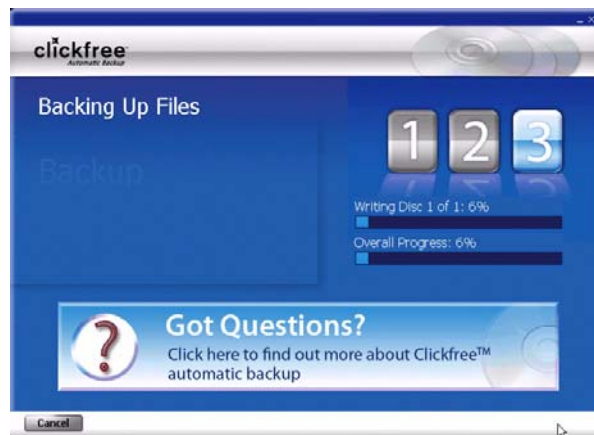 clickfree
Automatic Backup
Backing Up Files
Backup
1 2 3
Writing Disc 1 of 1: 6%
Overall Progress: 6%
?
Got Questions?
Click here to find out more about Clickfree™
automatic backup
Cancel